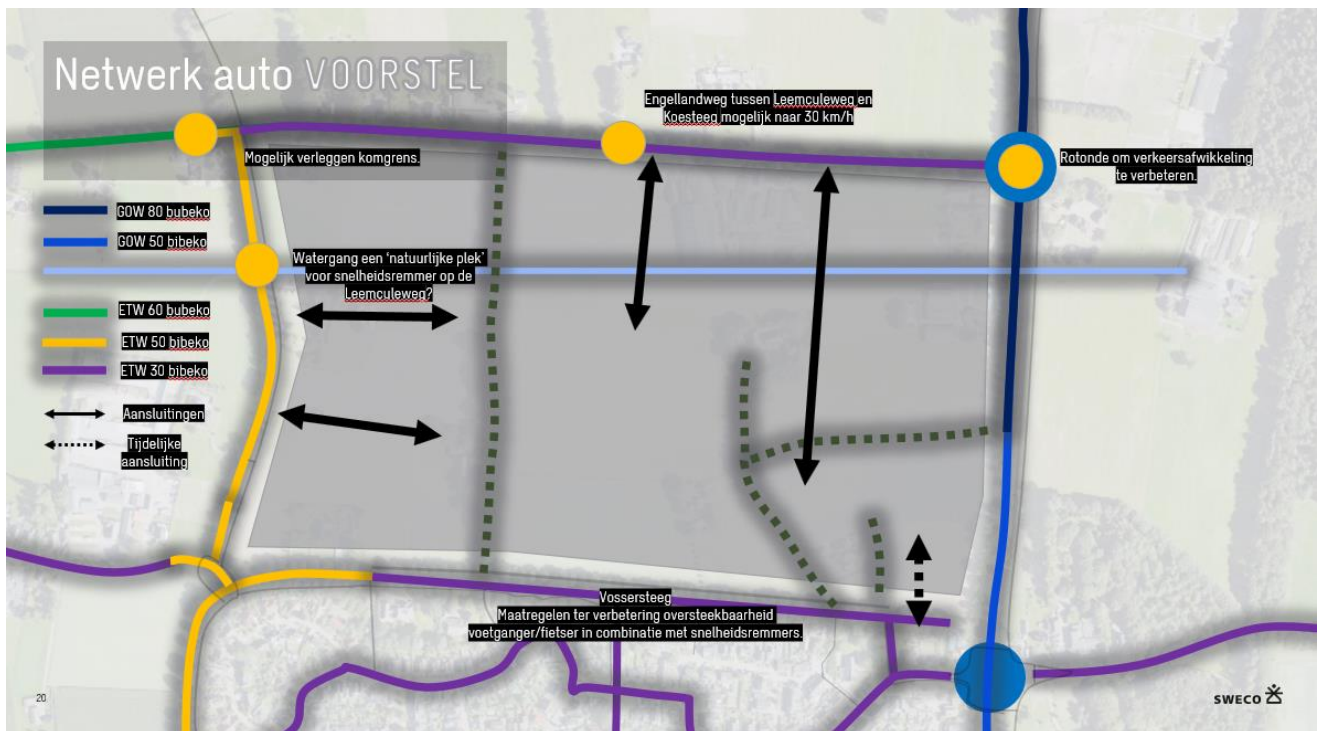 Netwerk auto VOORSTEL
Engellandweg tussen Leemculeweg en
Koesteeg mogelijk naar 30 km/h
Mogelijk verleggen komgrens.
Rotonde om verkeersafwikkeling
te verbeteren.
GOW 80 bubeko
GOW 50 bibeko
Watergang een ‘natuurlijke plek’
voor snelheidsremmer op de
Leemculeweg?
ETW 60 bubeko
ETW 50 bibeko
ETW 30 bibeko
Aansluitingen
Tijdelijke
aansluiting
Vossersteeg
Maatregelen ter verbetering oversteekbaarheid
voetganger/fietser in combinatie met snelheidsremmers.
20
SWECO